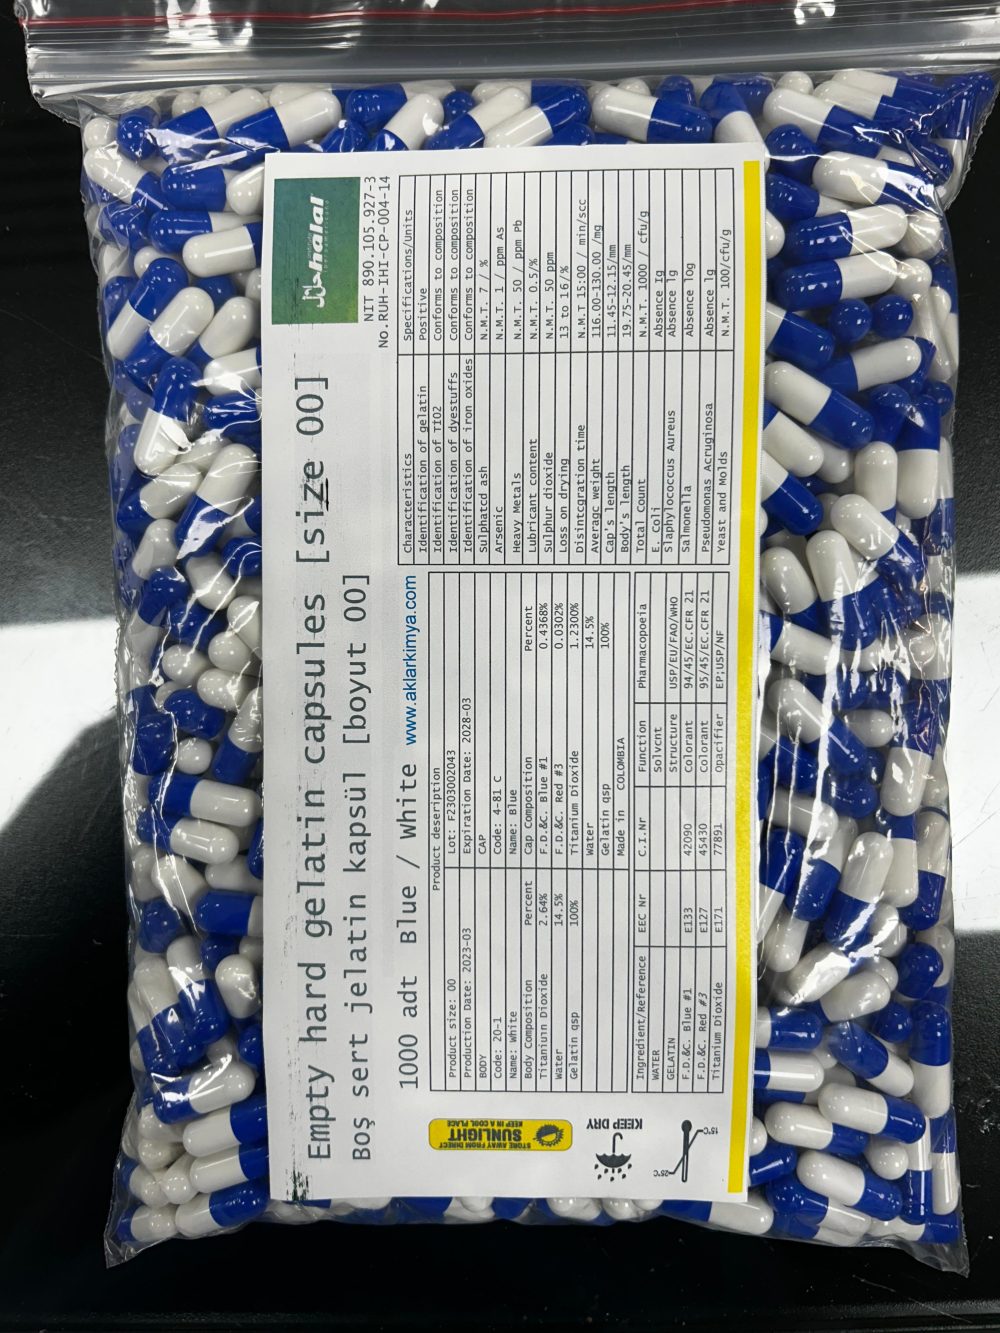 Empty hard gelatin capsules [size 00]
Boş sert jelatin kapsül [boyut 00]
1000 adt Blue / White www.aklarkimya.com
halal
NIT 890.105.927-3
No.RUH-IHI-CP-004-14
Product deseription
Product size: 00 Lot: F2303002043
Production Date: 2023-03 Expiration Date: 2028-03
BODY CAP
Code: 20-1 Code: 4-81 C
Name: White Name: Blue
Body Composition Percent Cap Composition Percent
Titaniuin Dioxide 2.64% F.D.&C. Blue #1 0.4368%
Water 14.5% F.D.&C. Red #3 0.0302%
Gelatin qsp 100% Titanium Dioxide 1.2300%
Water 14.5%
Gelatin qsp 100%
Made in COLOMBIA
Ingredient/Reference EEC Nr C.I.Nr Function Pharmacopoeia
WATER Solvcnt
GELATIN Structure USP/EU/FAO/WHO
F.D.&C. Blue #1 E133 42090 Colorant 94/45/EC.CFR 21
F.D.&C. Red #3 E127 45430 Colorant 95/45/EC.CFR 21
Titanium Dioxide E171 77891 Opacifier EP;USP/NF
Characteristics Specifications/Units
Identification of gelatin Positive
Identification of TiO2 Conforms to composition
Identification of dyestuffs Conforms to composition
Identification of iron oxides Conforms to composition
Sulphatcd ash N.M.T. 7 / %
Arsenic N.M.T. 1 / ppm As
Heavy Metals N.M.T. 50 / ppm Pb
Lubricant content N.M.T. 0.5/%
Sulphur dioxide N.M.T. 50 ppm
Loss on drying 13 to 16/%
Disintcgration time N.M.T 15:00 / min/scc
Averagc weight 116.00-130.00 /mg
Cap's length 11.45-12.15/mm
Body's length 19.75-20.45/mm
Total Count N.M.T. 1000 / cfu/g
E. Coli Absence 1g
Slaphylococcus Aureus Absence 1g
Salmonella Absence 10g
Pseudomonas Acruginosa Absence 1g
Yeast and Molds N.M.T. 100/cfu/g
STORE AWAY FROM DIRECT
SUNLIGHT
KEEP IN A COOL PLACE
KEEP DRY
15°C
25°C